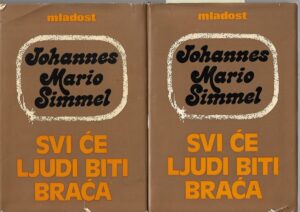 mladost
Johannes
Mario
Simmel
SVI ĆE
LJUDI BITI
BRAĆA
mladost
Johannes
Mario
Simmel
SVI ĆE
LJUDI BITI
BRAĆA